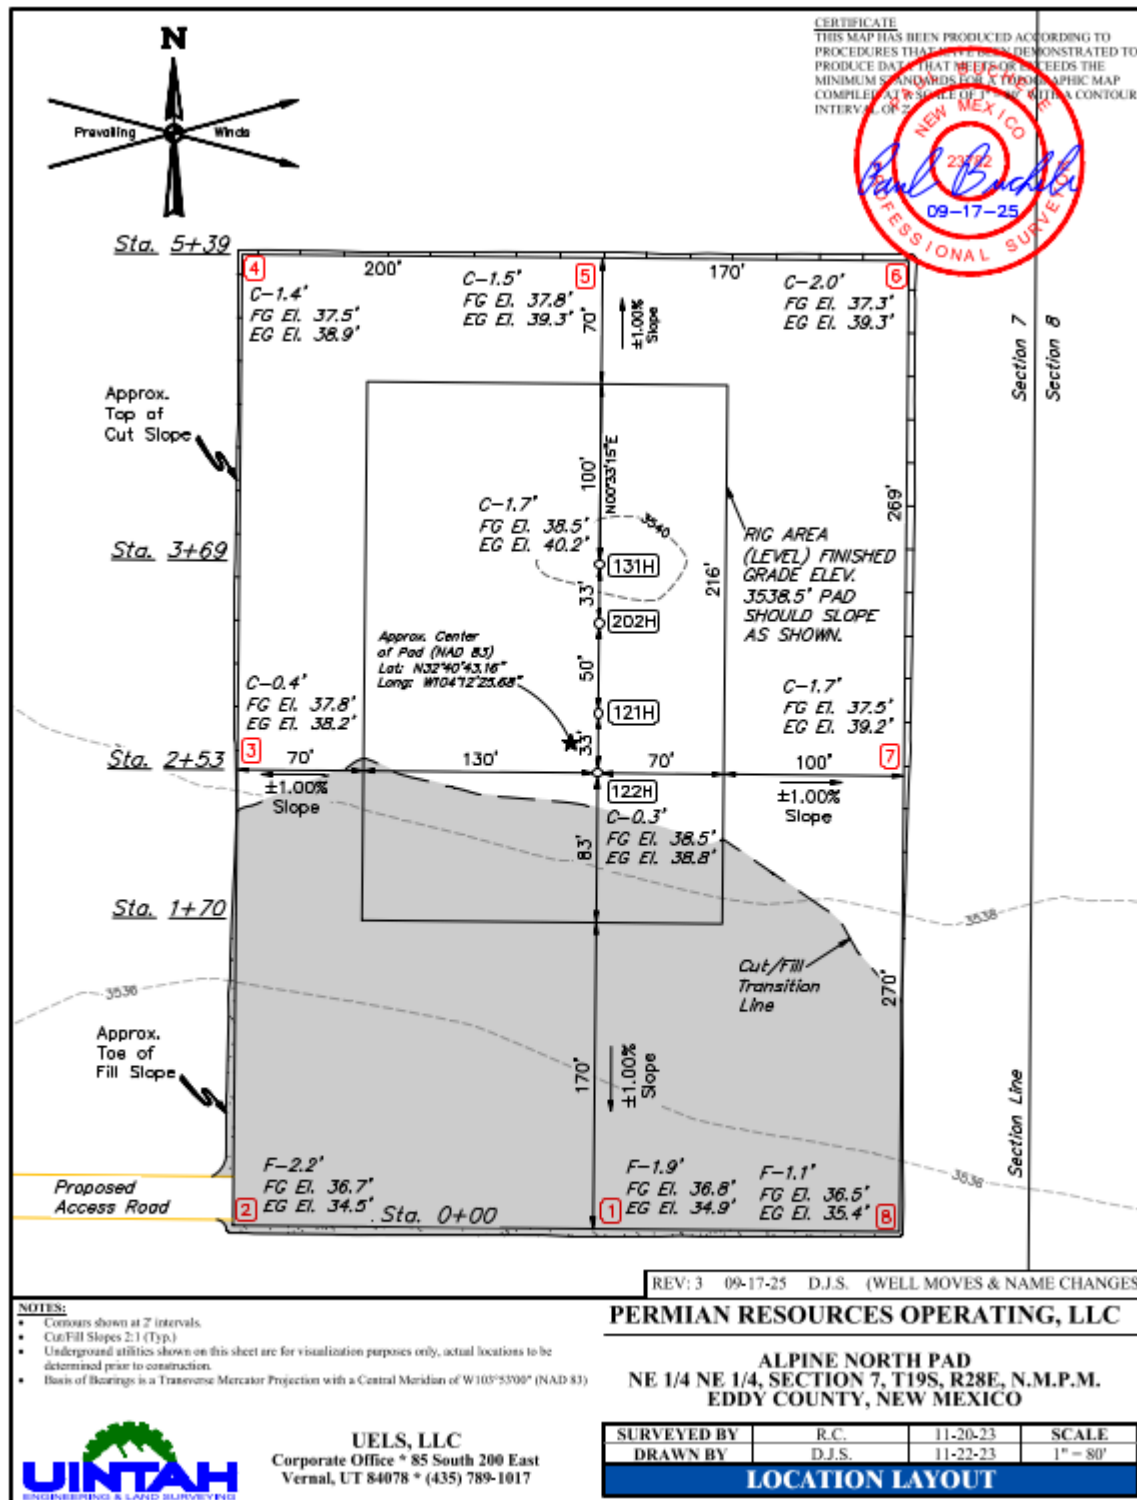 CERTIFICATE
THIS MAP HAS BEEN PRODUCED ACCORDING TO
PROCEDURES THAT HAVE BEEN DEMONSTRATED TO
PRODUCE DATA THAT MEETS OR EXCEEDS THE
MINIMUM STANDARDS FOR A TOPOGRAPHIC MAP
COMPILED AT A SCALE OF 1" = 80' WITH A CONTOUR
INTERVAL OF 2'
PAUL BUCHELE
NEW MEXICO
23782
Paul Buchele
09-17-25
PROFESSIONAL SURVEYOR
N
Prevailing Winds
Sta. 5+39
4
200'
5
170'
6
C-1.4'
FG El. 37.5'
EG El. 38.9'
C-1.5'
FG El. 37.8'
EG El. 39.3'
70'
±1.00%
Slope
C-2.0'
FG El. 37.3'
EG El. 39.3'
Section 7
Section 8
Approx.
Top of
Cut Slope
100'
N00°33'15"E
C-1.7'
FG El. 38.5'
EG El. 40.2'
3540
269'
RIG AREA
(LEVEL) FINISHED
GRADE ELEV.
3538.5' PAD
SHOULD SLOPE
AS SHOWN.
Sta. 3+69
131H
33'
216'
202H
Approx. Center
of Pad (NAD 83)
Lat: N32°40'43.16"
Long: W104°12'25.68"
50'
C-0.4'
FG El. 37.8'
EG El. 38.2'
121H
C-1.7'
FG El. 37.5'
EG El. 39.2'
33'
Sta. 2+53
3
70'
130'
70'
100'
7
±1.00%
Slope
122H
±1.00%
Slope
C-0.3'
FG El. 38.5'
EG El. 38.8'
83'
Sta. 1+70
3538
Cut/Fill
Transition
Line
270'
3536
Approx.
Toe of
Fill Slope
170'
±1.00%
Slope
Section Line
3536
Proposed
Access Road
F-2.2'
FG El. 36.7'
EG El. 34.5'
2
Sta. 0+00
F-1.9'
FG El. 36.8'
EG El. 34.9'
1
F-1.1'
FG El. 36.5'
EG El. 35.4'
8
REV: 3 09-17-25 D.J.S. (WELL MOVES & NAME CHANGES
NOTES:
• Contours shown at 2' intervals.
• Cut/Fill Slopes 2:1 (Typ.)
• Underground utilities shown on this sheet are for visualization purposes only, actual locations to be
determined prior to construction.
• Basis of Bearings is a Transverse Mercator Projection with a Central Meridian of W103°53'00" (NAD 83)
PERMIAN RESOURCES OPERATING, LLC
ALPINE NORTH PAD
NE 1/4 NE 1/4, SECTION 7, T19S, R28E, N.M.P.M.
EDDY COUNTY, NEW MEXICO
UINTAH
ENGINEERING & LAND SURVEYING
UELS, LLC
Corporate Office * 85 South 200 East
Vernal, UT 84078 * (435) 789-1017
SURVEYED BY R.C. 11-20-23 SCALE
DRAWN BY D.J.S. 11-22-23 1" = 80'
LOCATION LAYOUT